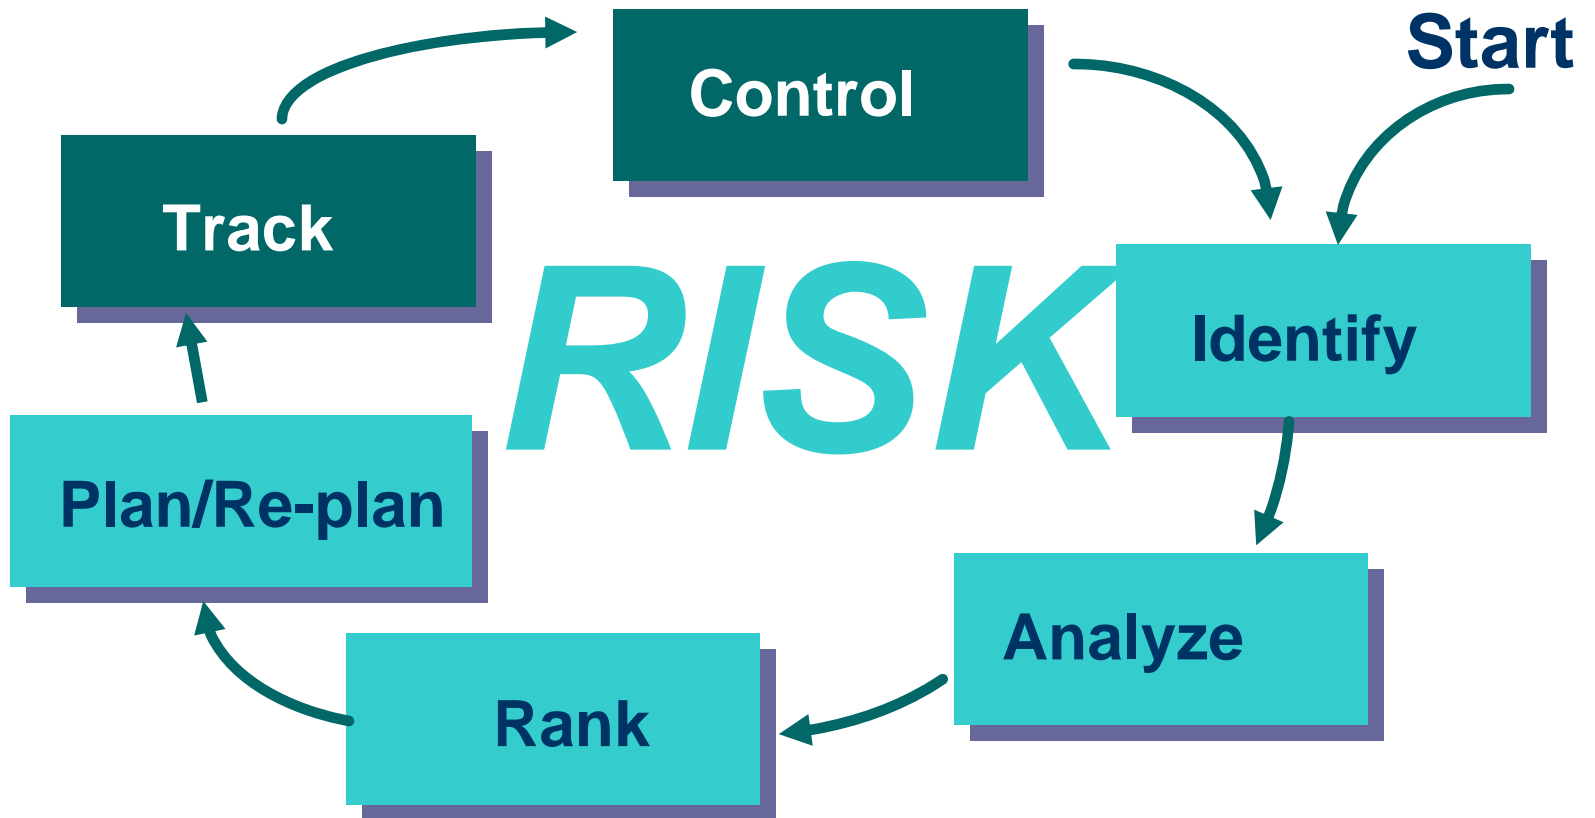 Start
Control
Track
RISK
Identify
Plan/Re-plan
Analyze
Rank